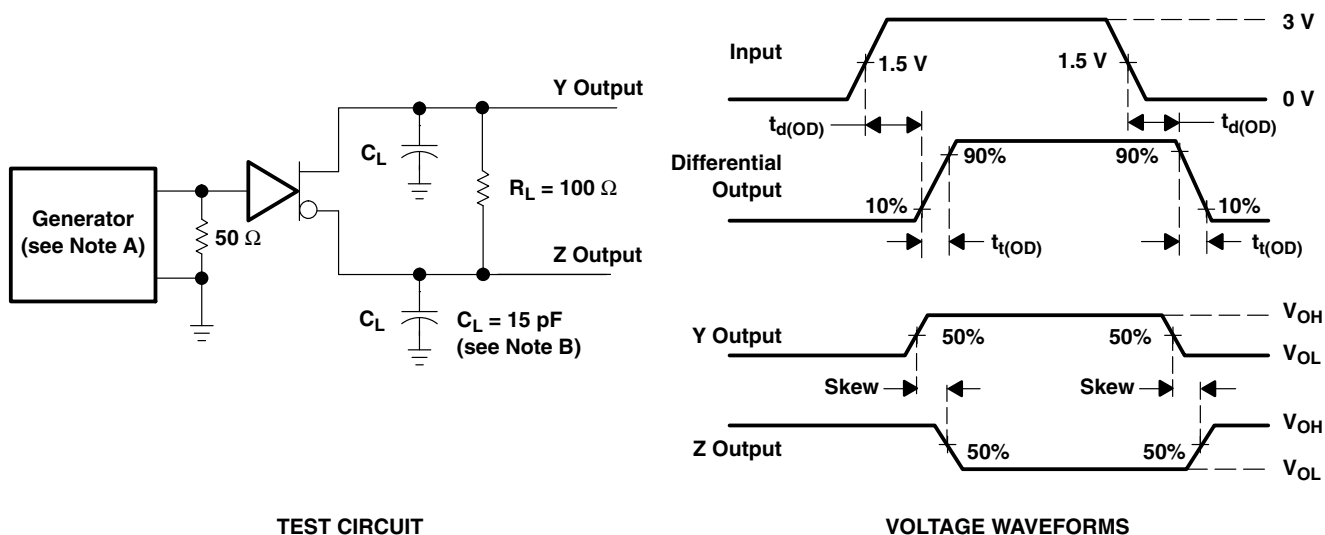 Generator
(see Note A)
50 Ω
C_L
Y Output
R_L = 100 Ω
Z Output
C_L
C_L = 15 pF
(see Note B)
TEST CIRCUIT
Input
1.5 V
1.5 V
3 V
0 V
t_d(OD)
t_d(OD)
Differential
Output
90%
90%
10%
10%
t_t(OD)
t_t(OD)
Y Output
50%
50%
V_OH
V_OL
Skew
Skew
Z Output
50%
50%
V_OH
V_OL
VOLTAGE WAVEFORMS